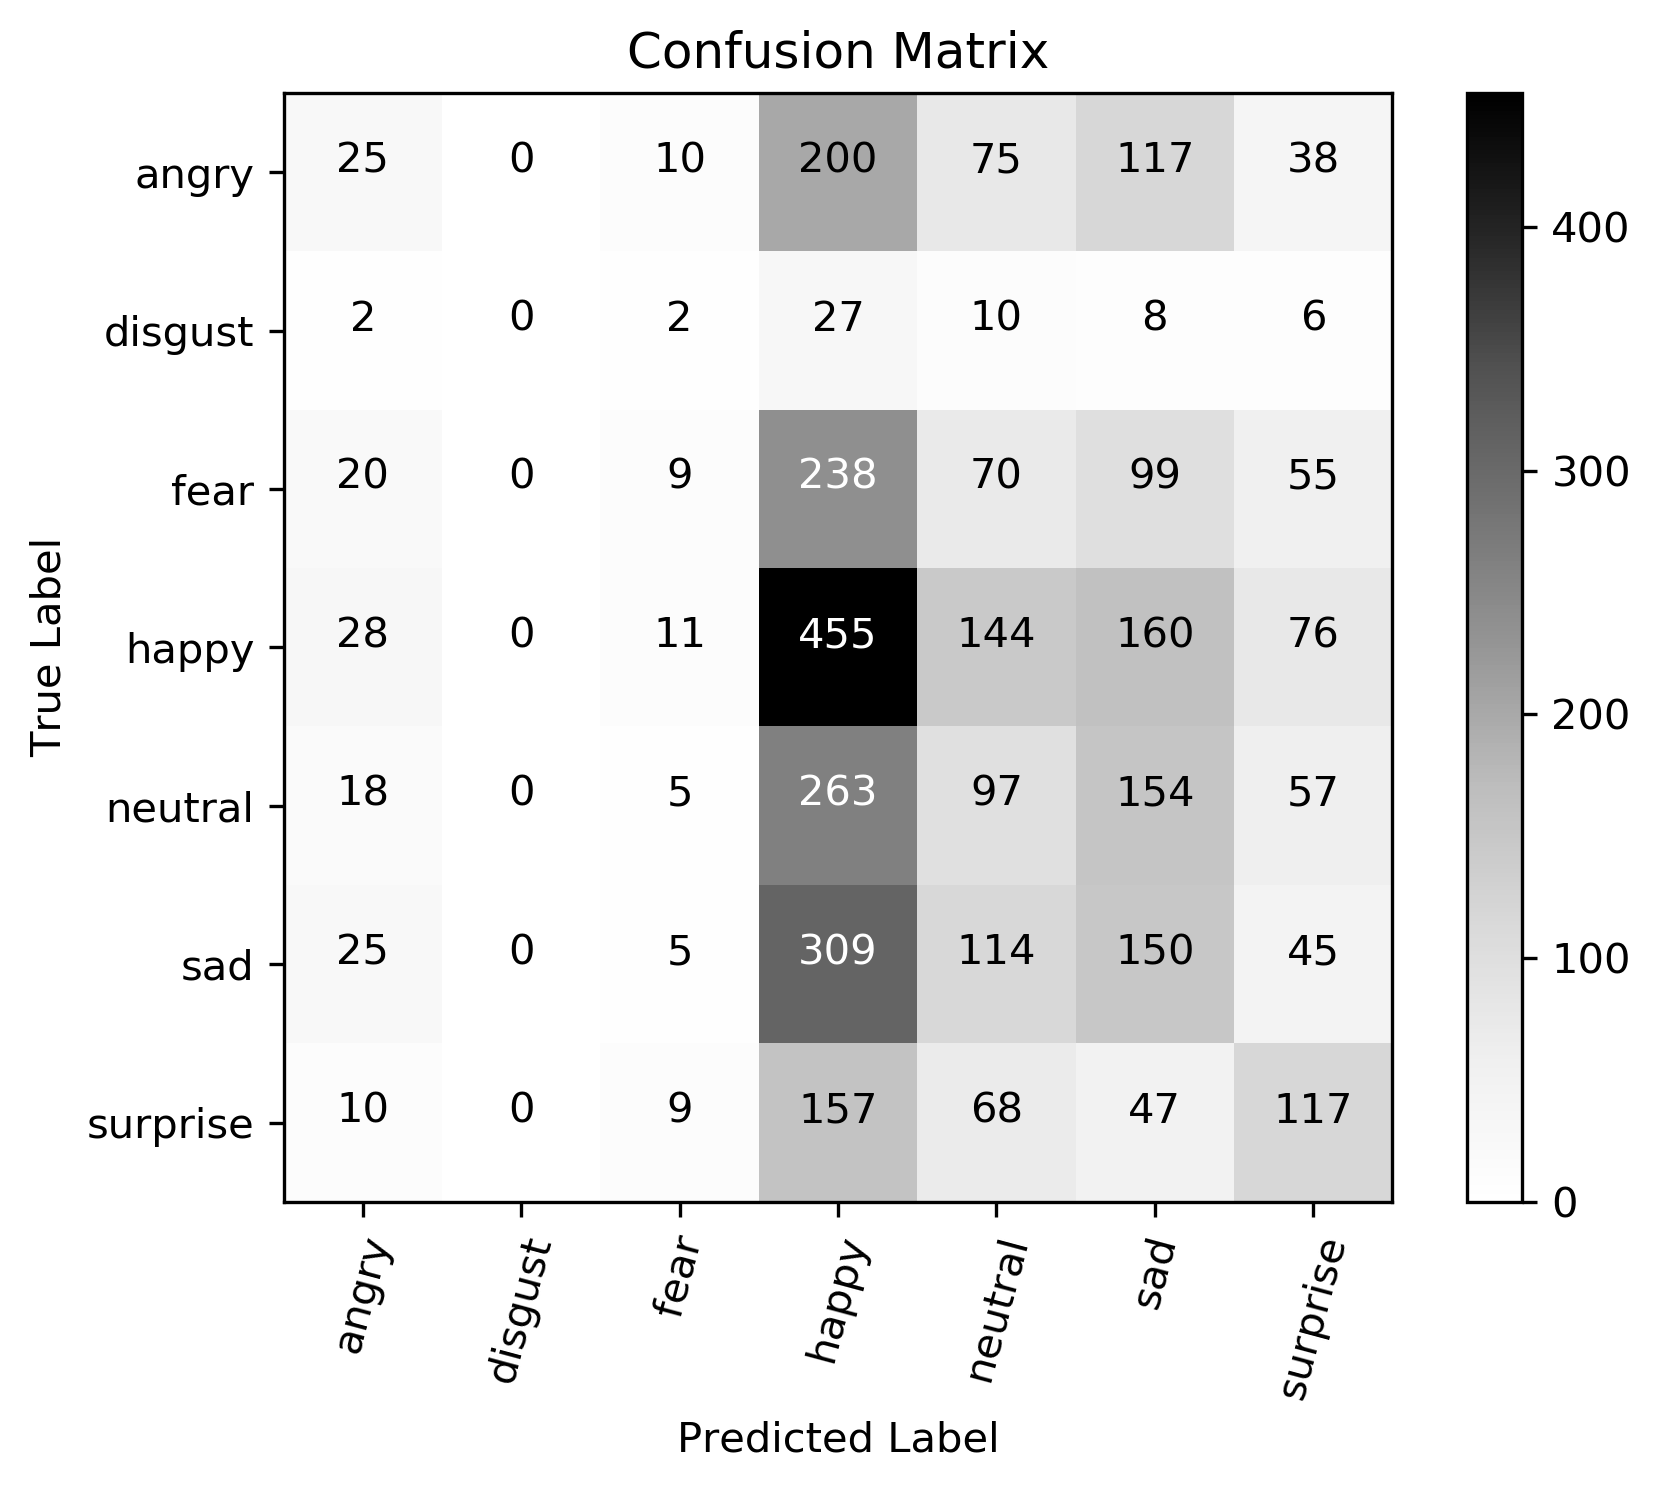 Confusion Matrix
angry 25 0 10 200 75 117 38
disgust 2 0 2 27 10 8 6
fear 20 0 9 238 70 99 55
happy 28 0 11 455 144 160 76
neutral 18 0 5 263 97 154 57
sad 25 0 5 309 114 150 45
surprise 10 0 9 157 68 47 117
True Label
angry disgust fear happy neutral sad surprise
Predicted Label
400
300
200
100
0